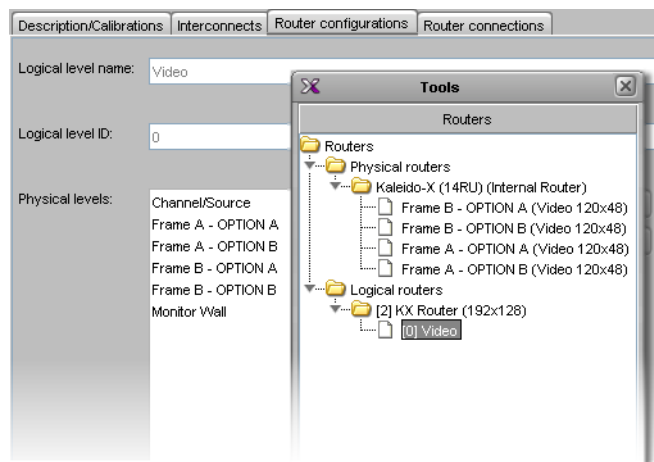 Description/Calibrations
Interconnects
Router configurations
Router connections
Logical level name:
Video
Logical level ID:
0
Physical levels:
Channel/Source
Frame A - OPTION A
Frame A - OPTION B
Frame B - OPTION A
Frame B - OPTION B
Monitor Wall
Tools
Routers
Routers
Physical routers
Kaleido-X (14RU) (Internal Router)
Frame B - OPTION A (Video 120x48)
Frame B - OPTION B (Video 120x48)
Frame A - OPTION A (Video 120x48)
Frame A - OPTION B (Video 120x48)
Logical routers
[2] KX Router (192x128)
[0] Video